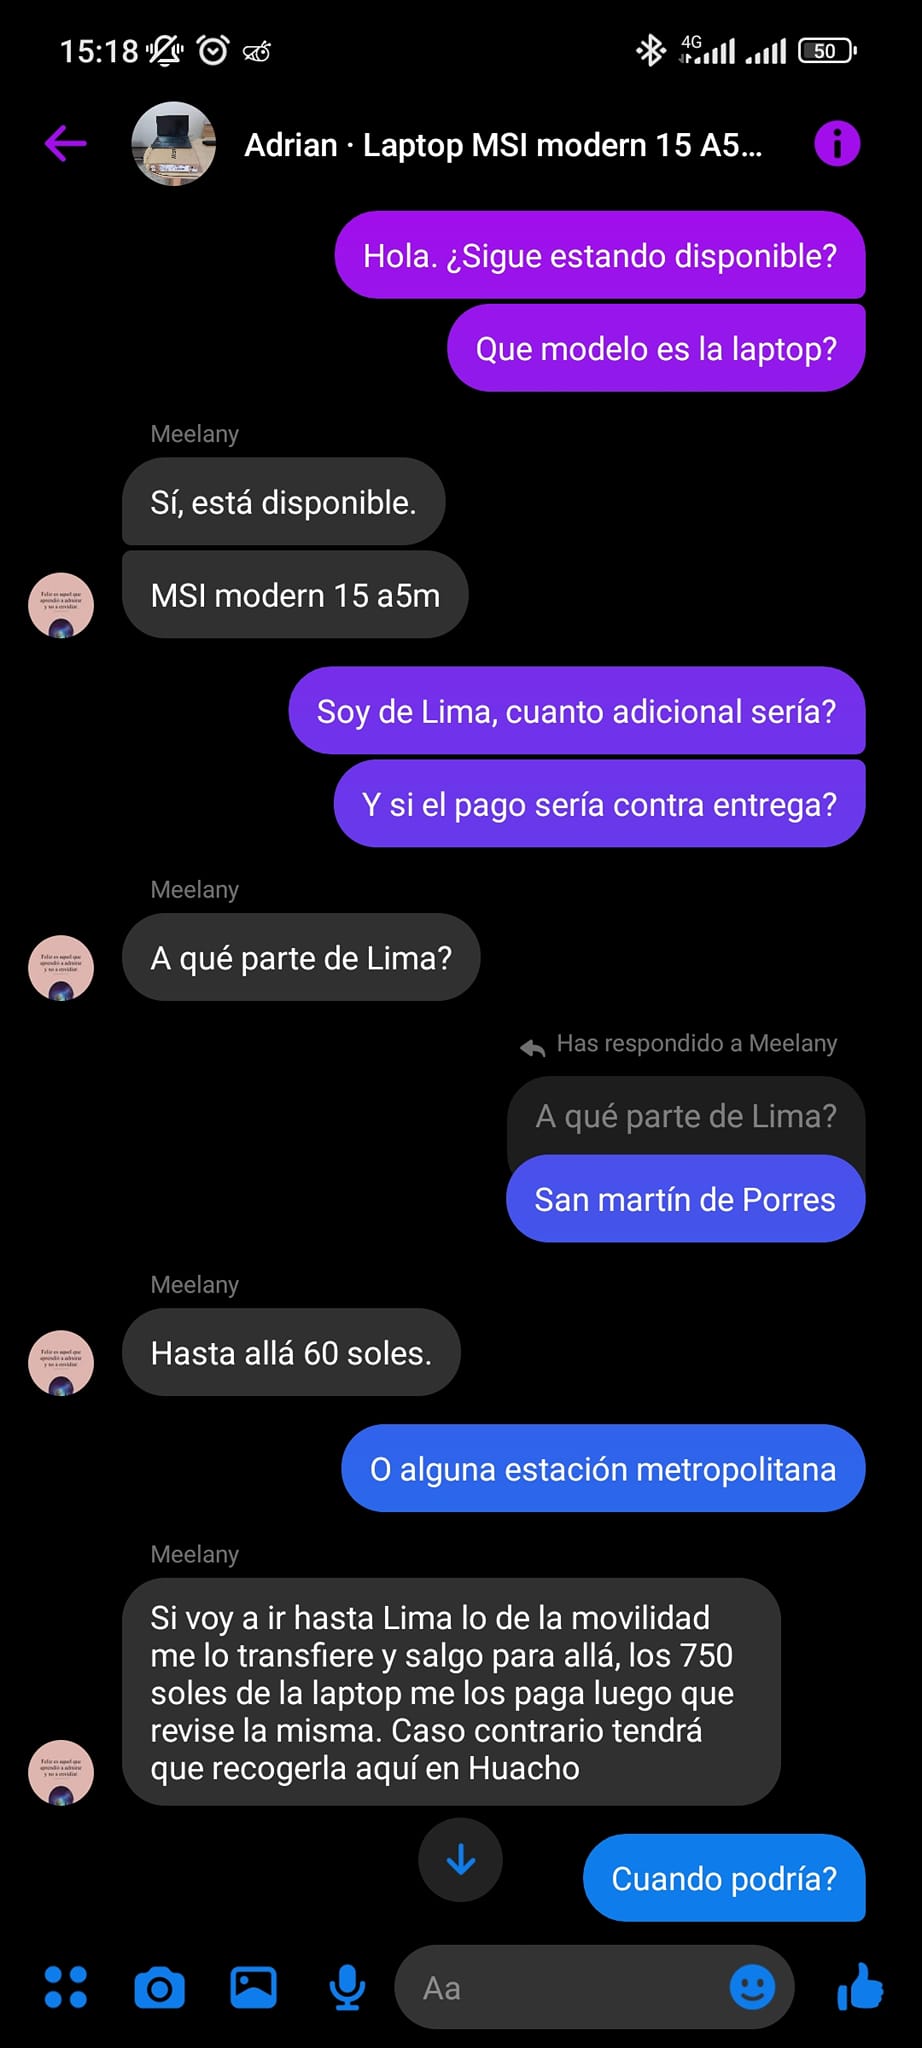 15:18
4G
50
Adrian · Laptop MSI modern 15 A5...
Hola. ¿Sigue estando disponible?
Que modelo es la laptop?
Meelany
Sí, está disponible.
MSI modern 15 a5m
Soy de Lima, cuanto adicional sería?
Y si el pago sería contra entrega?
Meelany
A qué parte de Lima?
Has respondido a Meelany
A qué parte de Lima?
San martín de Porres
Meelany
Hasta allá 60 soles.
O alguna estación metropolitana
Meelany
Si voy a ir hasta Lima lo de la movilidad
me lo transfiere y salgo para allá, los 750
soles de la laptop me los paga luego que
revise la misma. Caso contrario tendrá
que recogerla aquí en Huacho
Cuando podría?
Aa